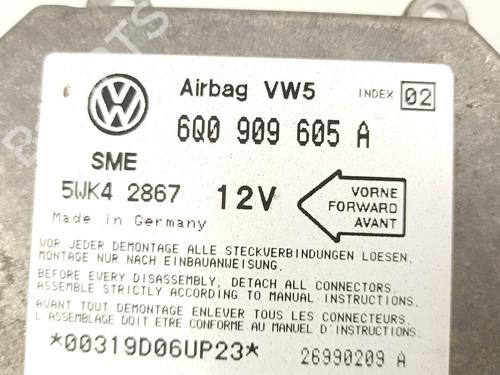 Airbag VW5 INDEX 02
6Q0 909 605 A
SME
5WK4 2867 12V
Made in Germany
VORNE
FORWARD
AVANT
VOR JEDER DEMONTAGE ALLE STECKVERBINDUNGEN LOESEN.
MONTAGE NUR NACH EINBAUANWEISUNG.
BEFORE EVERY DISASSEMBLY, DETACH ALL CONNECTORS.
ASSEMBLE STRICTLY ACCORDING TO MANUAL INSTRUCTIONS.
AVANT TOUT DEMONTAGE ENLEVER TOUS LES CONNECTEURS.
L ASSEMBLAGE DOIT ETRE CONFORME AU MANUEL D'INSTRUCTIONS.
*00319D06UP23* 26990209 A